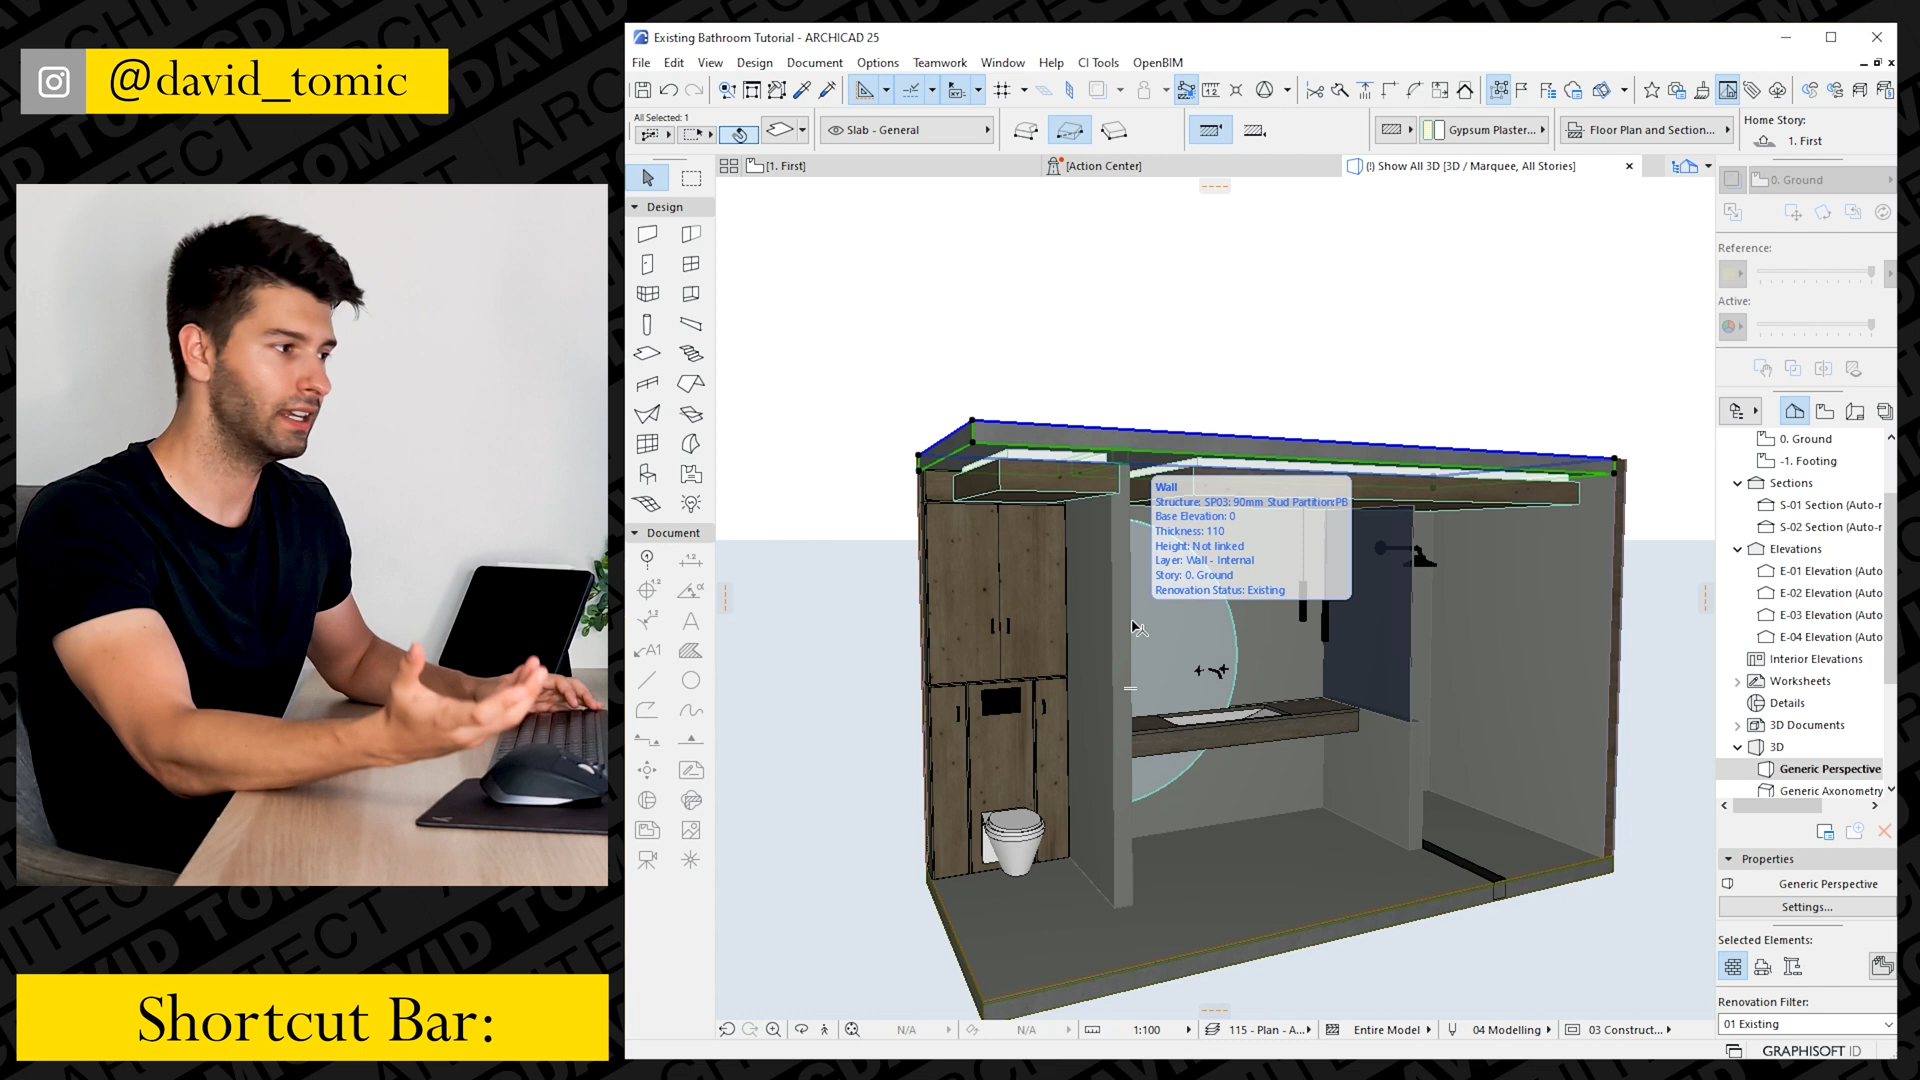 @david_tomic
Shortcut Bar:
Existing Bathroom Tutorial - ARCHICAD 25
File Edit View Design Document Options Teamwork Window Help CI Tools OpenBIM
All Selected: 1
Slab - General
Gypsum Plaster...
Floor Plan and Section...
Home Story:
1. First
[1. First]
[Action Center]
(!) Show All 3D [3D / Marquee, All Stories]
Design
Document
A1
Wall
Structure: SP03: 90mm Stud Partition:PB
Base Elevation: 0
Thickness: 110
Height: Not linked
Layer: Wall - Internal
Story: 0. Ground
Renovation Status: Existing
0. Ground
Reference:
Active:
0. Ground
-1. Footing
Sections
S-01 Section (Auto-r
S-02 Section (Auto-r
Elevations
E-01 Elevation (Auto
E-02 Elevation (Auto
E-03 Elevation (Auto
E-04 Elevation (Auto
Interior Elevations
Worksheets
Details
3D Documents
3D
Generic Perspective
Generic Axonometry
Properties
Generic Perspective
Settings...
Selected Elements:
Renovation Filter:
01 Existing
N/A N/A 1:100 115 - Plan - A... Entire Model 04 Modelling 03 Construct...
GRAPHISOFT ID